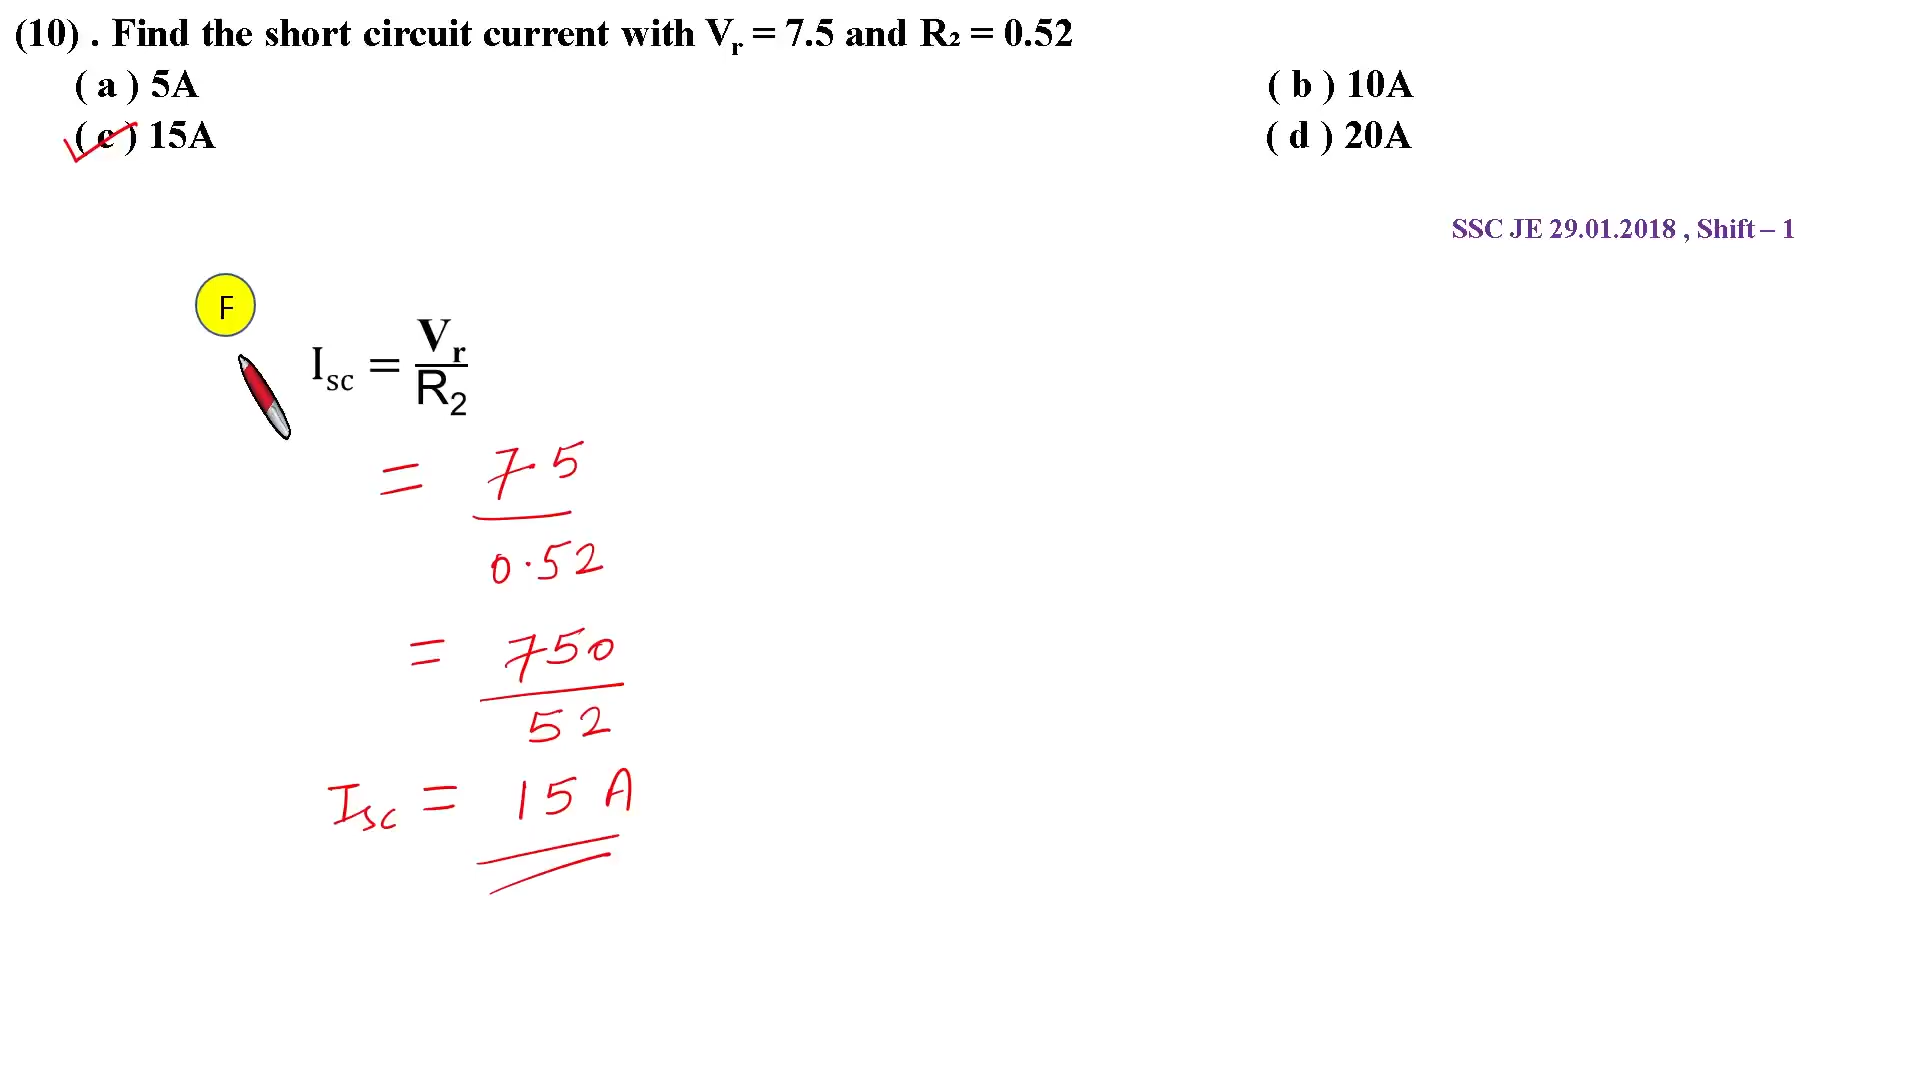 (10) . Find the short circuit current with Vr = 7.5 and R₂ = 0.52
( a ) 5A
( b ) 10A
( c ) 15A
( d ) 20A
SSC JE 29.01.2018 , Shift – 1
F
Isc = Vr / R2
= 7.5 / 0.52
= 750 / 52
Isc = 15 A